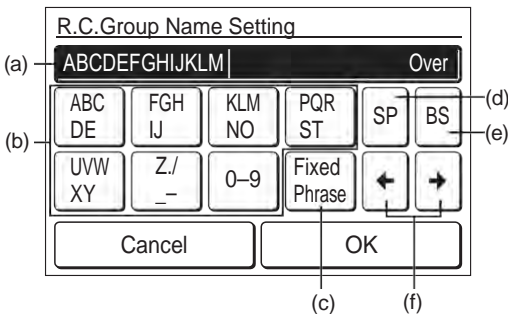 R.C.Group Name Setting
(a) ABCDEFGHIJKLM Over
ABC DE FGH IJ KLM NO PQR ST SP BS (d)
(e)
(b)
UVW XY Z./ _– 0–9 Fixed Phrase
Cancel OK
(c) (f)